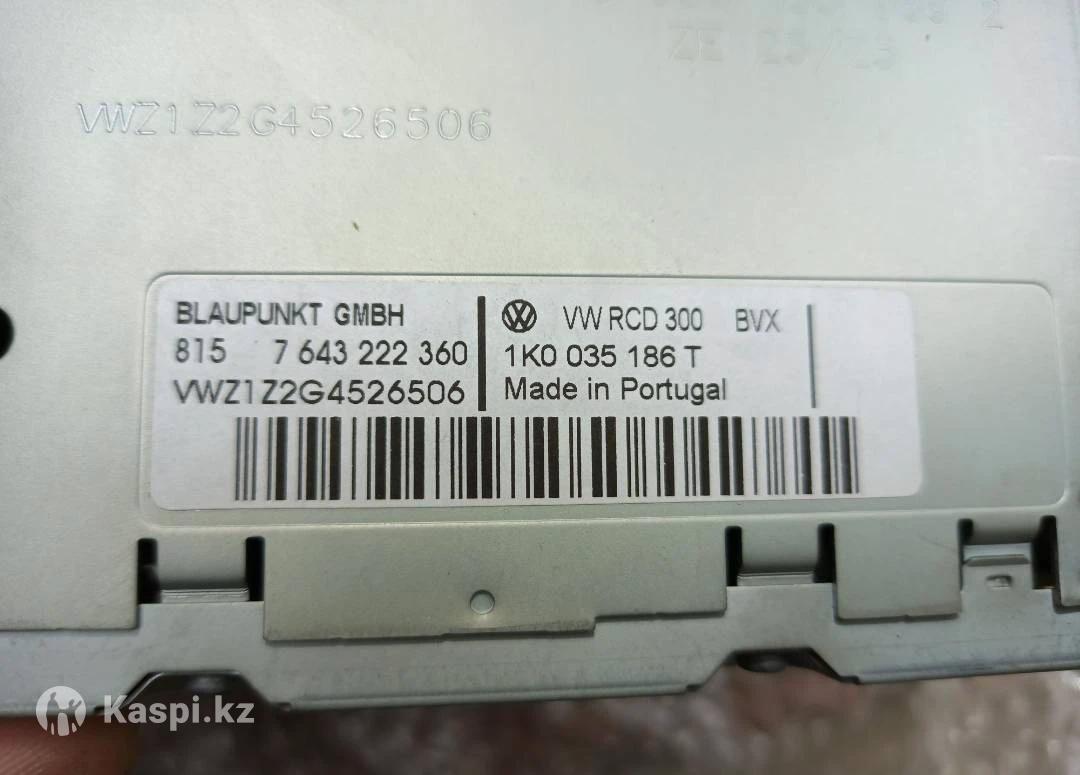 VWZ1Z2G4526506
BLAUPUNKT GMBH
815 7 643 222 360
VWZ1Z2G4526506
VW RCD 300 BVX
1K0 035 186 T
Made in Portugal
Kaspi.kz